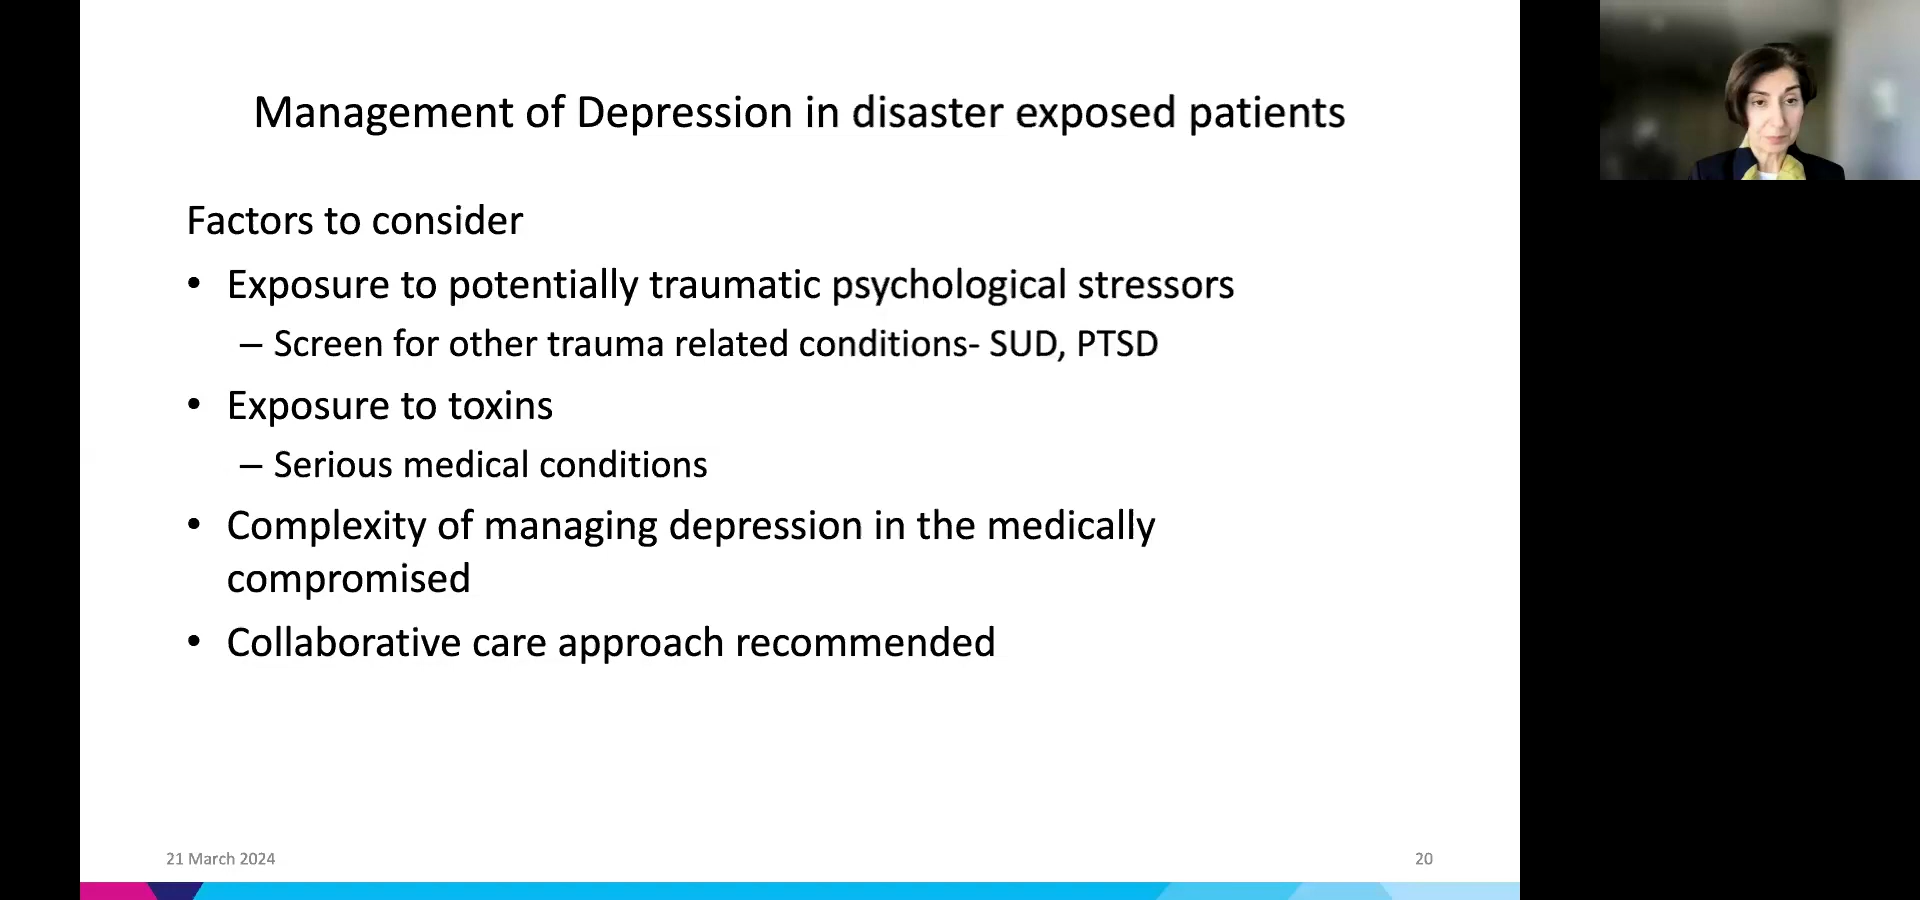 Management of Depression in disaster exposed patients
Factors to consider
• Exposure to potentially traumatic psychological stressors
– Screen for other trauma related conditions- SUD, PTSD
• Exposure to toxins
– Serious medical conditions
• Complexity of managing depression in the medically
compromised
• Collaborative care approach recommended
21 March 2024
20